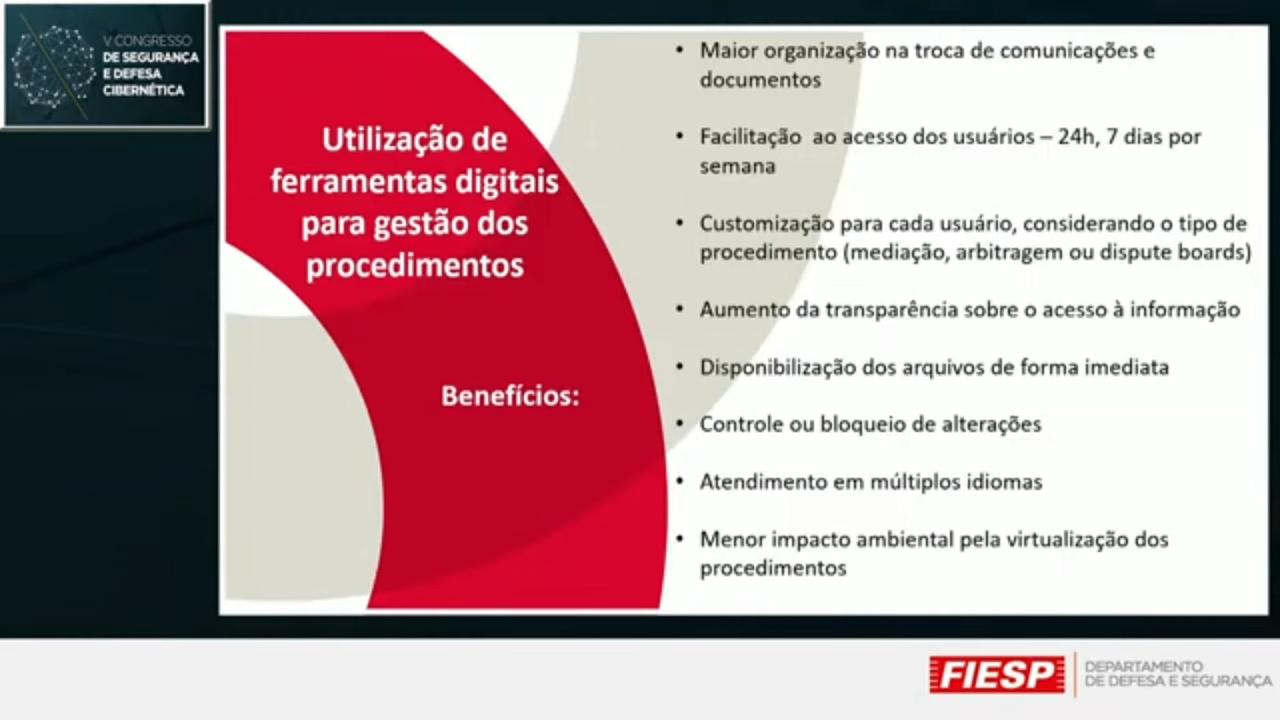 V CONGRESSO
DE SEGURANÇA
E DEFESA
CIBERNÉTICA
Utilização de
ferramentas digitais
para gestão dos
procedimentos
Benefícios:
• Maior organização na troca de comunicações e
documentos
• Facilitação ao acesso dos usuários – 24h, 7 dias por
semana
• Customização para cada usuário, considerando o tipo de
procedimento (mediação, arbitragem ou dispute boards)
• Aumento da transparência sobre o acesso à informação
• Disponibilização dos arquivos de forma imediata
• Controle ou bloqueio de alterações
• Atendimento em múltiplos idiomas
• Menor impacto ambiental pela virtualização dos
procedimentos
FIESP
DEPARTAMENTO
DE DEFESA E SEGURANÇA